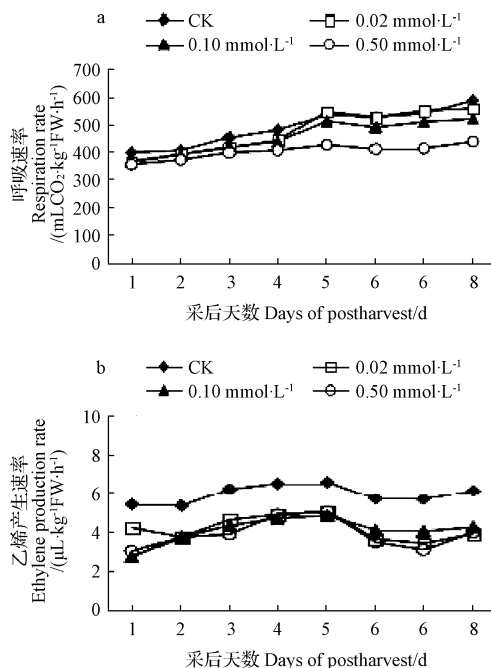 a
CK
0.02 mmol·L-1
0.10 mmol·L-1
0.50 mmol·L-1
呼吸速率
Respiration rate
/(mLCO2·kg-1FW·h-1)
700
600
500
400
300
200
100
0
1 2 3 4 5 6 6 8
采后天数 Days of postharvest/d
b
CK
0.02 mmol·L-1
0.10 mmol·L-1
0.50 mmol·L-1
乙烯产生速率
Ethylene production rate
/(μL·kg-1FW·h-1)
10
8
6
4
2
0
1 2 3 4 5 6 6 8
采后天数 Days of postharvest/d